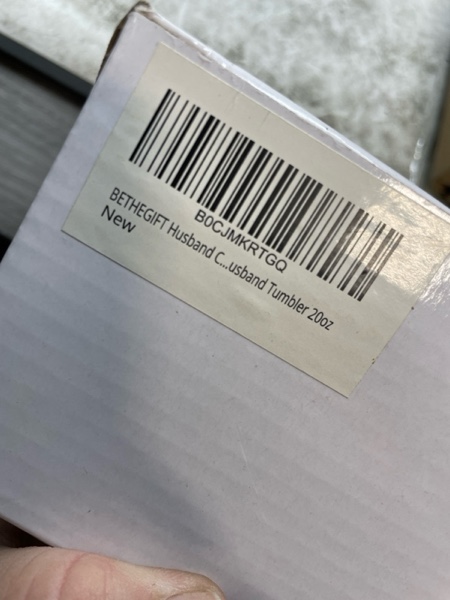 B0CJMKRTGQ
BETHEGIFT Husband C...usband Tumbler 20oz
New